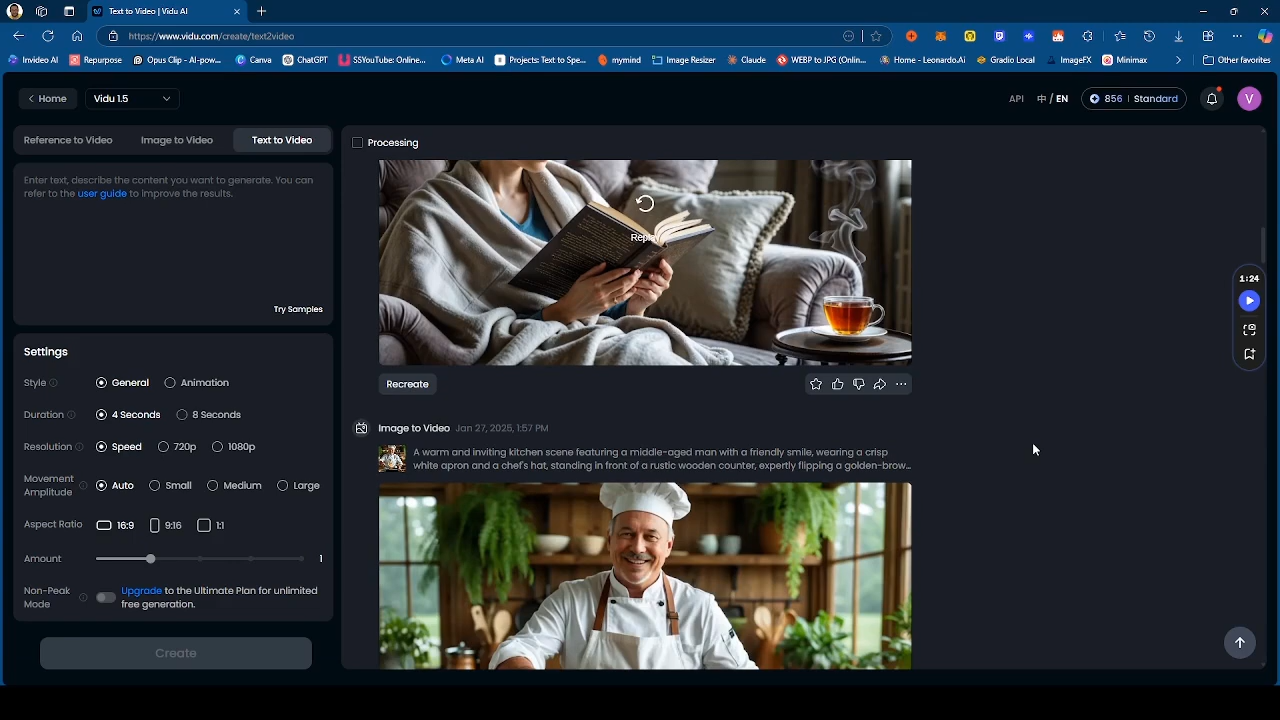 Text to Video | Vidu AI
https://www.vidu.com/create/text2video
Invideo AI
Repurpose
Opus Clip - AI-pow...
Canva
ChatGPT
SSYouTube: Online...
Meta AI
Projects: Text to Spe...
mymind
Image Resizer
Claude
WEBP to JPG (Onlin...
Home - Leonardo.Ai
Gradio Local
ImageFX
Minimax
Other favorites
Home
Vidu 1.5
API
中 / EN
856 | Standard
V
Reference to Video
Image to Video
Text to Video
Enter text, describe the content you want to generate. You can
refer to the user guide to improve the results.
Try Samples
Settings
Style
General
Animation
Duration
4 Seconds
8 Seconds
Resolution
Speed
720p
1080p
Movement
Amplitude
Auto
Small
Medium
Large
Aspect Ratio
16:9
9:16
1:1
Amount
1
Non-Peak
Mode
Upgrade to the Ultimate Plan for unlimited
free generation.
Create
Processing
Replay
Recreate
Image to Video Jan 27, 2025, 1:57 PM
A warm and inviting kitchen scene featuring a middle-aged man with a friendly smile, wearing a crisp
white apron and a chef's hat, standing in front of a rustic wooden counter, expertly flipping a golden-brow...
1:24